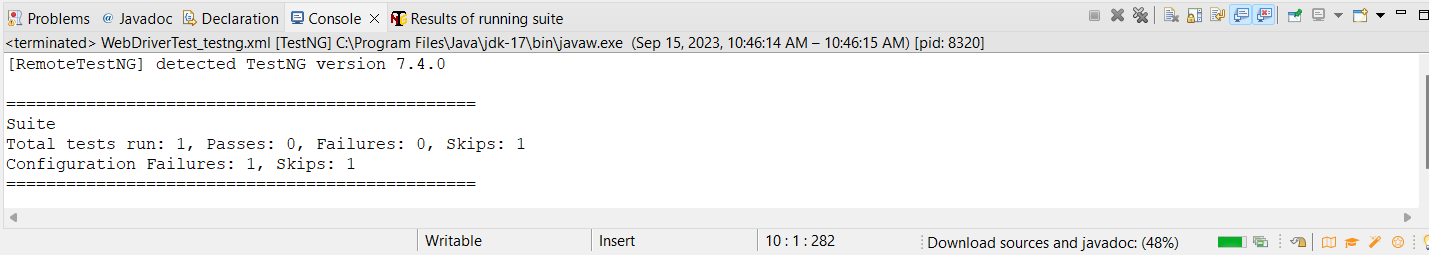 Problems @ Javadoc Declaration Console Results of running suite
<terminated> WebDriverTest_testng.xml [TestNG] C:\Program Files\Java\jdk-17\bin\javaw.exe (Sep 15, 2023, 10:46:14 AM – 10:46:15 AM) [pid: 8320]
[RemoteTestNG] detected TestNG version 7.4.0
===============================================
Suite
Total tests run: 1, Passes: 0, Failures: 0, Skips: 1
Configuration Failures: 1, Skips: 1
===============================================
Writable Insert 10 : 1 : 282 Download sources and javadoc: (48%)